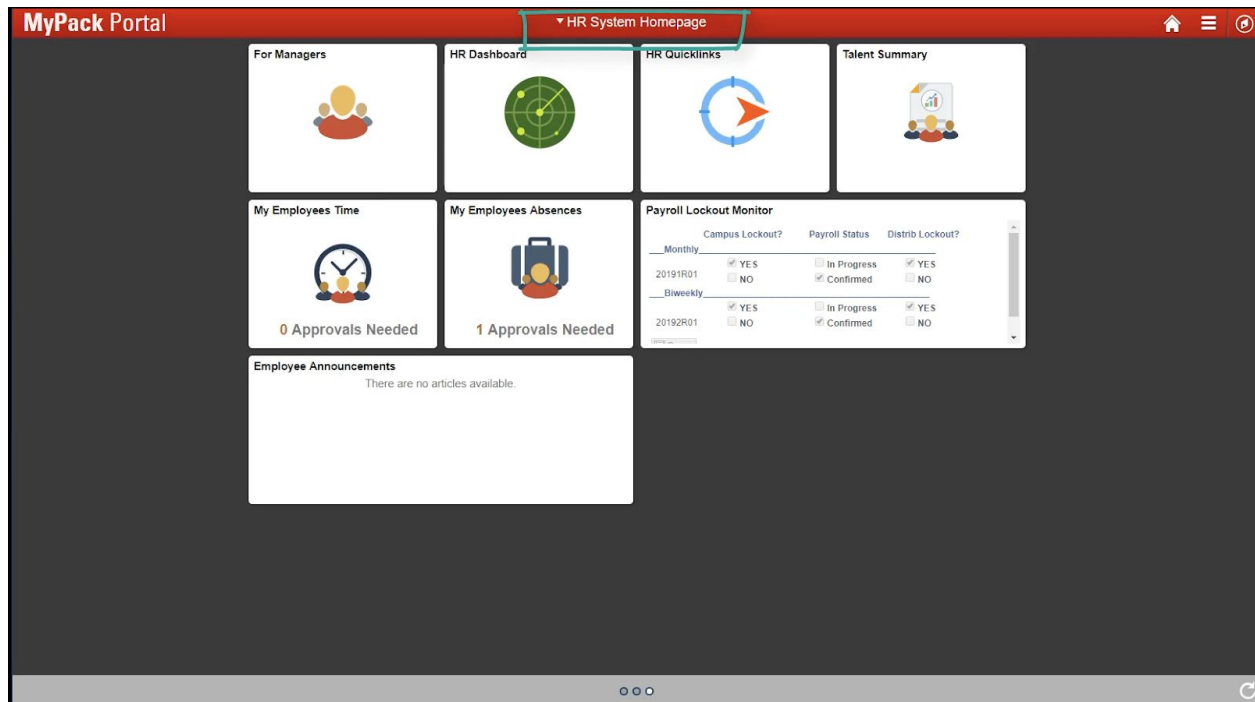 MyPack Portal
HR System Homepage
For Managers
HR Dashboard
HR Quicklinks
Talent Summary
My Employees Time
0 Approvals Needed
My Employees Absences
1 Approvals Needed
Payroll Lockout Monitor
Campus Lockout? Payroll Status Distrib Lockout?
___Monthly
20191R01
YES In Progress YES
NO Confirmed NO
___Biweekly
20192R01
YES In Progress YES
NO Confirmed NO
Employee Announcements
There are no articles available.